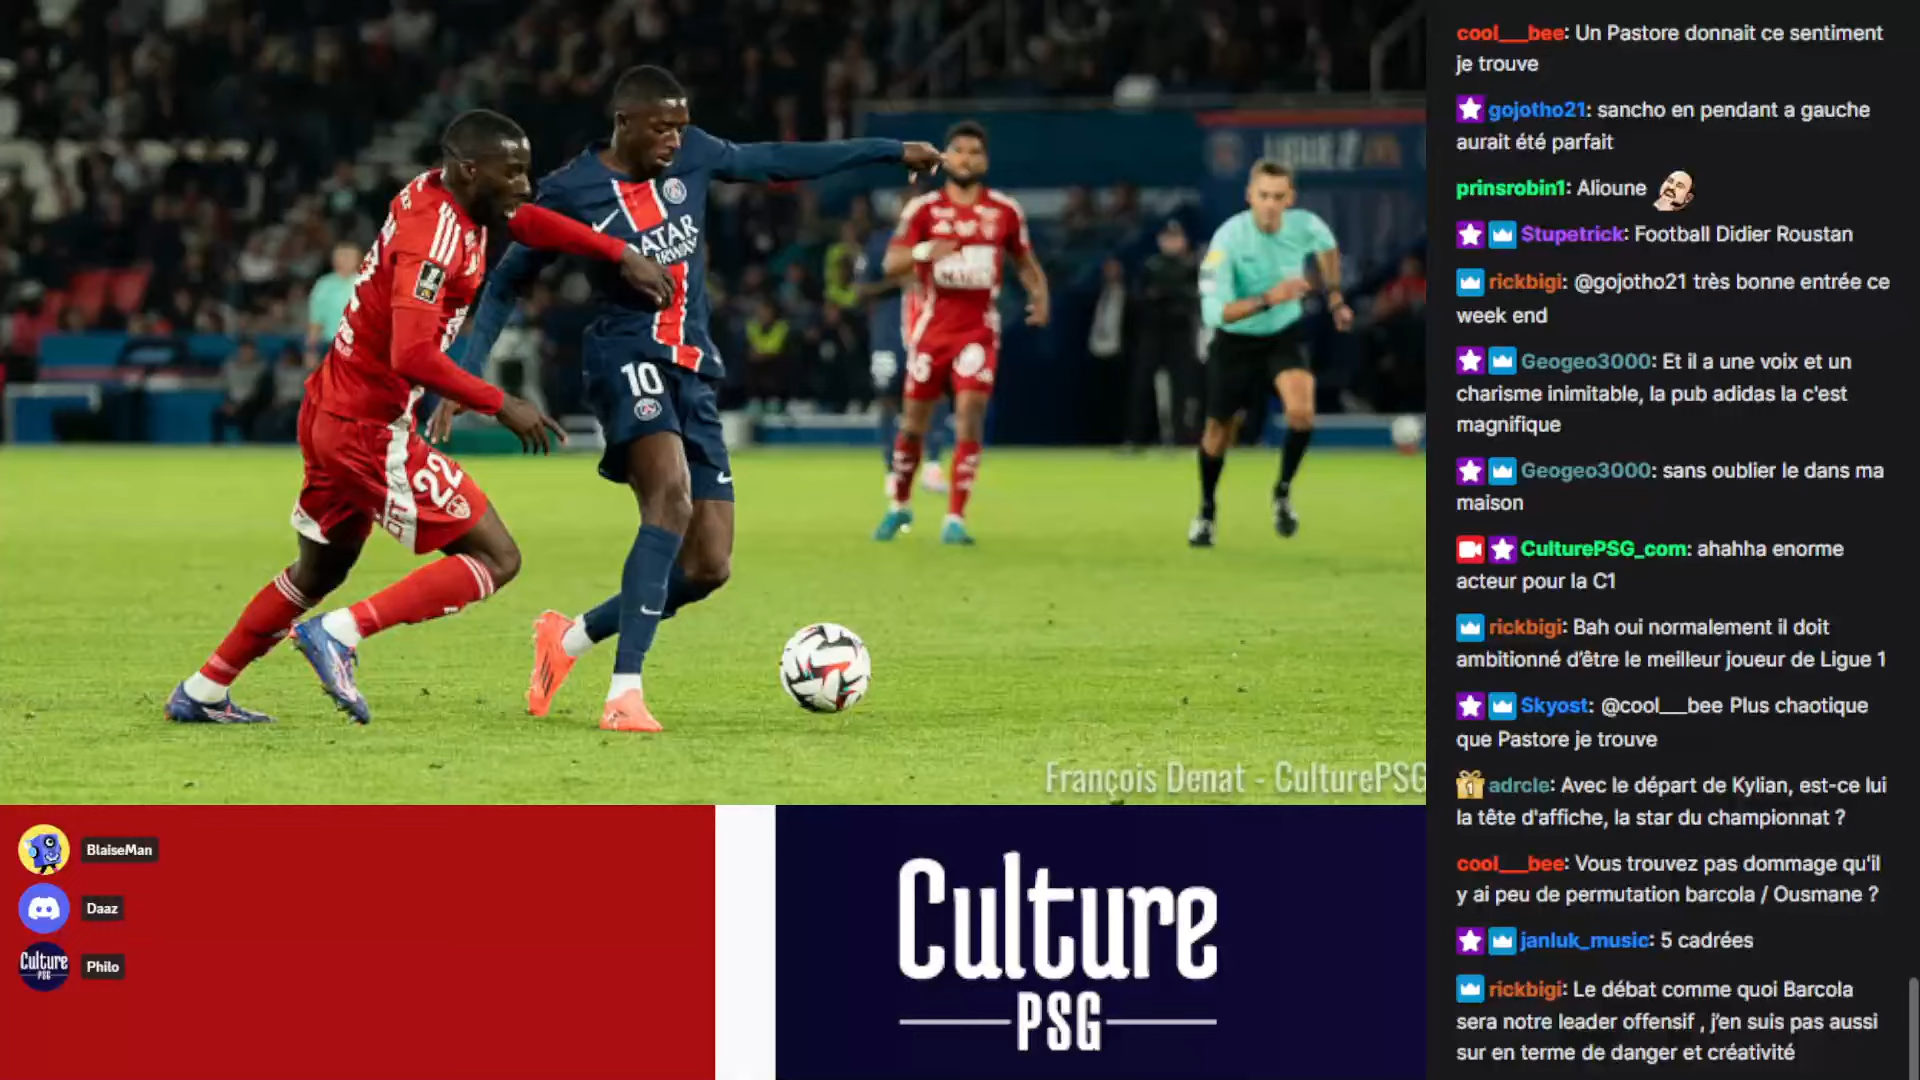 QATAR
AIRWAYS
10
22
LIGUE 1
François Denat - CulturePSG
BlaiseMan
Daaz
Culture
PSG
Philo
Culture
PSG
cool___bee: Un Pastore donnait ce sentiment
je trouve
gojotho21: sancho en pendant a gauche
aurait été parfait
prinsrobin1: Alioune
Stupetrick: Football Didier Roustan
rickbigi: @gojotho21 très bonne entrée ce
week end
Geogeo3000: Et il a une voix et un
charisme inimitable, la pub adidas la c'est
magnifique
Geogeo3000: sans oublier le dans ma
maison
CulturePSG_com: ahahha enorme
acteur pour la C1
rickbigi: Bah oui normalement il doit
ambitionné d'être le meilleur joueur de Ligue 1
Skyost: @cool___bee Plus chaotique
que Pastore je trouve
1 adrcle: Avec le départ de Kylian, est-ce lui
la tête d'affiche, la star du championnat ?
cool___bee: Vous trouvez pas dommage qu'il
y ai peu de permutation barcola / Ousmane ?
janluk_music: 5 cadrées
rickbigi: Le débat comme quoi Barcola
sera notre leader offensif , j'en suis pas aussi
sur en terme de danger et créativité